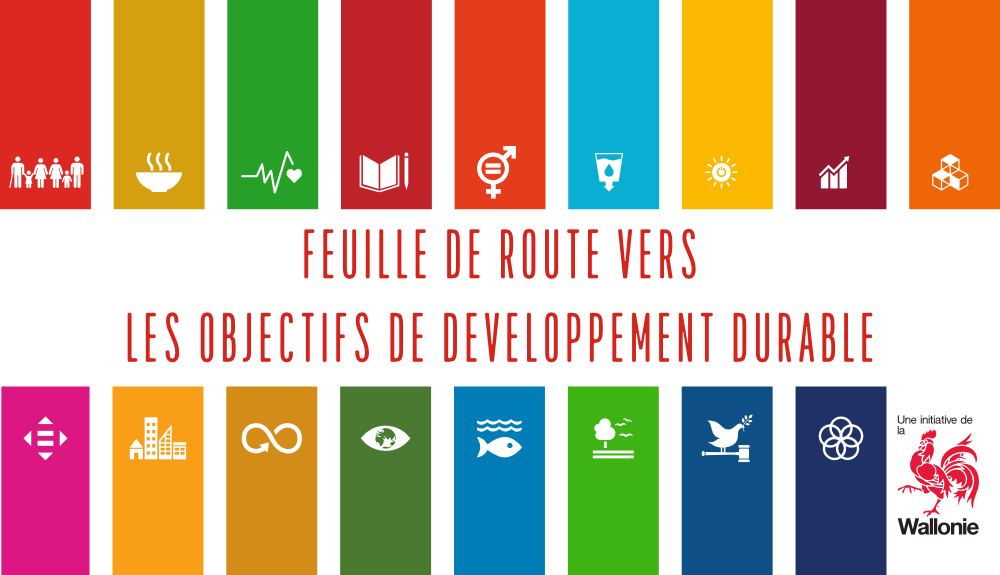 FEUILLE DE ROUTE VERS
LES OBJECTIFS DE DEVELOPPEMENT DURABLE
Une initiative de
la
Wallonie